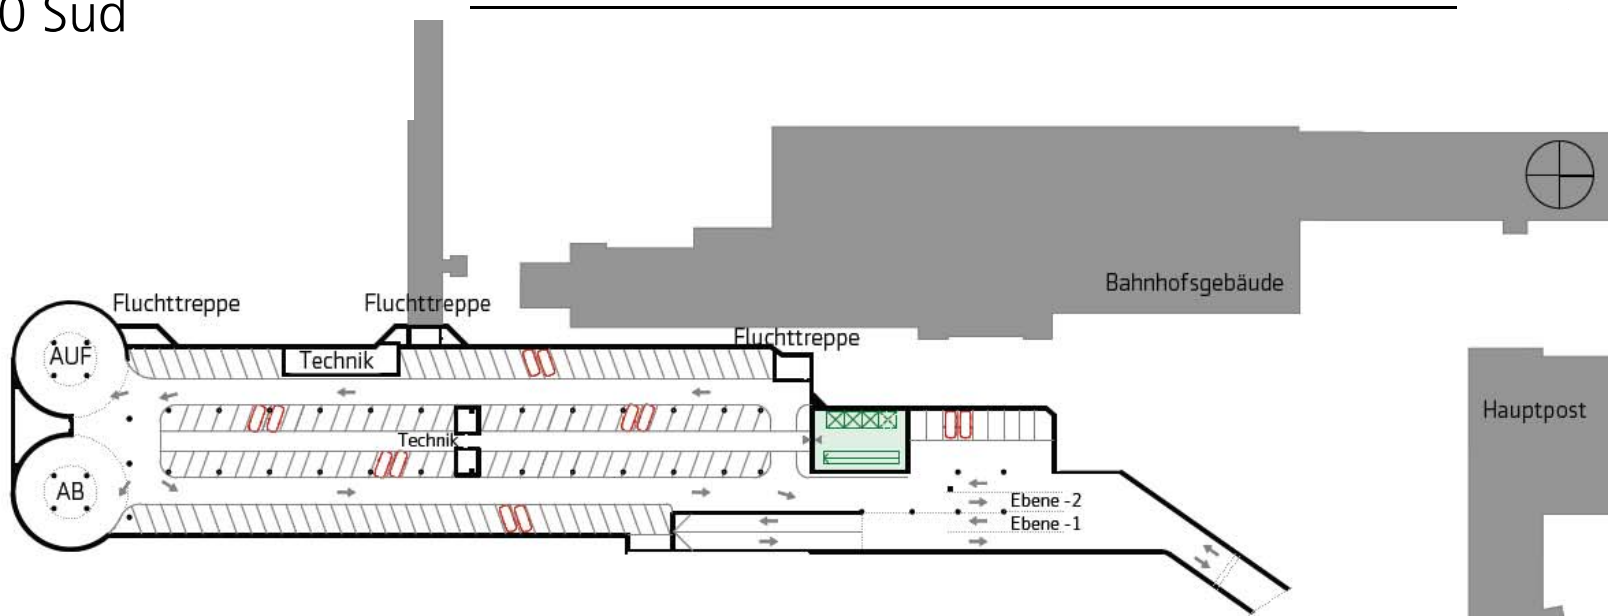 0 Süd
Bahnhofsgebäude
Fluchttreppe
Fluchttreppe
Fluchttreppe
AUF
Technik
Hauptpost
Technik
AB
Ebene -2
Ebene -1